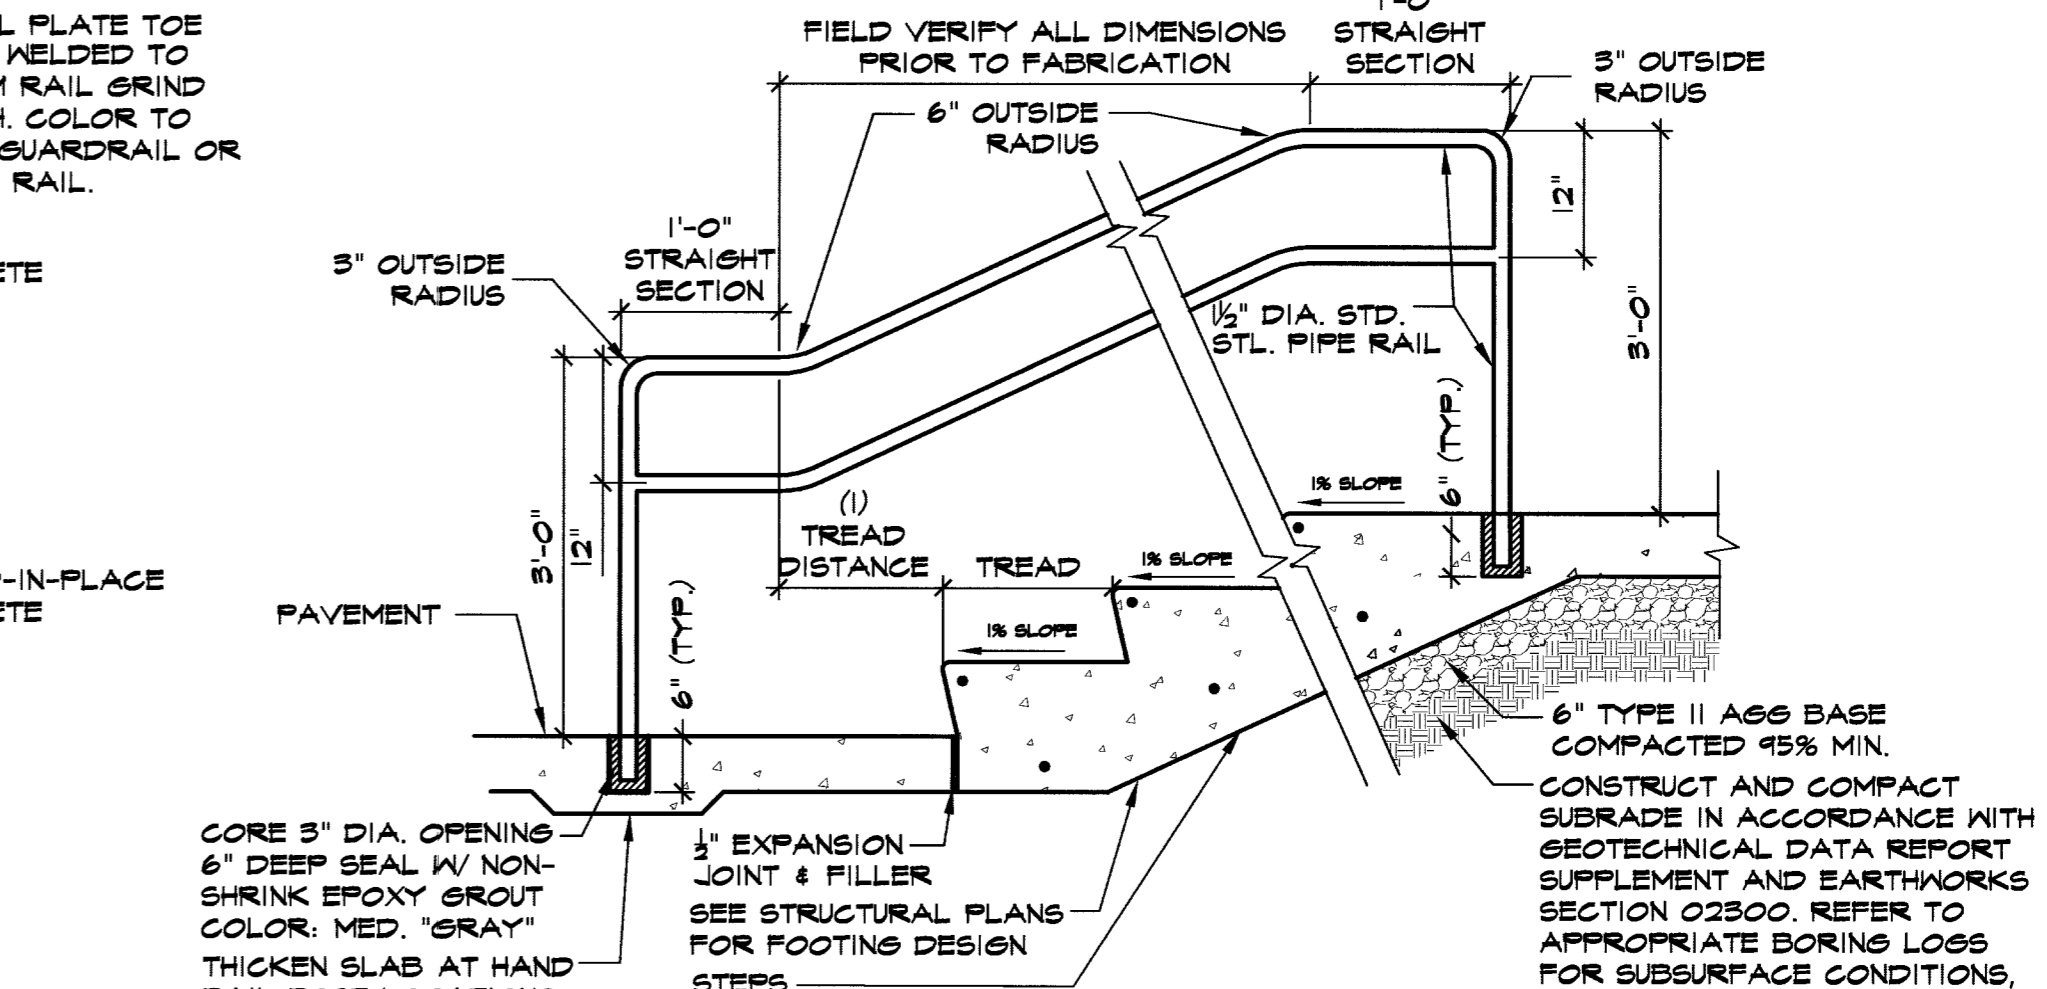 L PLATE TOE
WELDED TO
M RAIL GRIND
H. COLOR TO
GUARDRAIL OR
RAIL.
ETE
-IN-PLACE
ETE
FIELD VERIFY ALL DIMENSIONS
PRIOR TO FABRICATION
1'-0"
STRAIGHT
SECTION
3" OUTSIDE
RADIUS
6" OUTSIDE
RADIUS
1'-0"
STRAIGHT
SECTION
3" OUTSIDE
RADIUS
12"
3'-0"
1½" DIA. STD.
STL. PIPE RAIL
6" (TYP.)
1% SLOPE
(1)
TREAD
DISTANCE
TREAD
1% SLOPE
1% SLOPE
3'-0"
12"
6" (TYP.)
PAVEMENT
6" TYPE II AGG BASE
COMPACTED 95% MIN.
CONSTRUCT AND COMPACT
SUBRADE IN ACCORDANCE WITH
GEOTECHNICAL DATA REPORT
SUPPLEMENT AND EARTHWORKS
SECTION 02300. REFER TO
APPROPRIATE BORING LOGS
FOR SUBSURFACE CONDITIONS,
CORE 3" DIA. OPENING
6" DEEP SEAL W/ NON-
SHRINK EPOXY GROUT
COLOR: MED. "GRAY"
THICKEN SLAB AT HAND
½" EXPANSION
JOINT & FILLER
SEE STRUCTURAL PLANS
FOR FOOTING DESIGN
STEPS